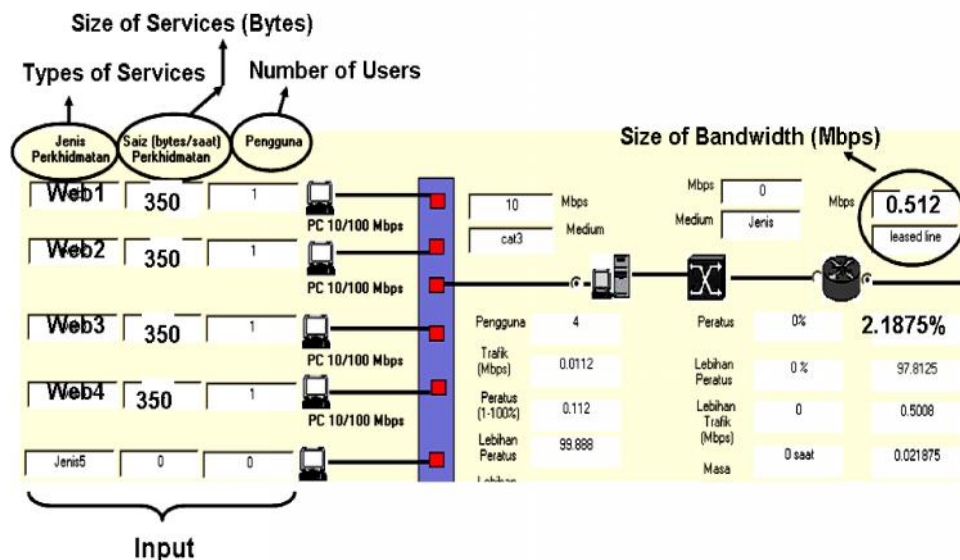 Size of Services (Bytes)
Types of Services
Number of Users
Jenis
Perkhidmatan
Saiz (bytes/saat)
Perkhidmatan
Pengguna
Size of Bandwidth (Mbps)
Web1 350 1
PC 10/100 Mbps
Web2 350 1
PC 10/100 Mbps
Web3 350 1
PC 10/100 Mbps
Web4 350 1
PC 10/100 Mbps
Jenis5 0 0
Input
10 Mbps
cat3 Medium
Mbps 0
Medium Jenis
Mbps 0.512
leased line
Pengguna 4
Trafik
(Mbps) 0.0112
Peratus
(1-100%) 0.112
Lebihan
Peratus 99.888
Peratus 0% 2.1875%
Lebihan
Peratus 0 % 97.8125
Lebihan
Trafik
(Mbps) 0 0.5008
Masa 0 saat 0.021875